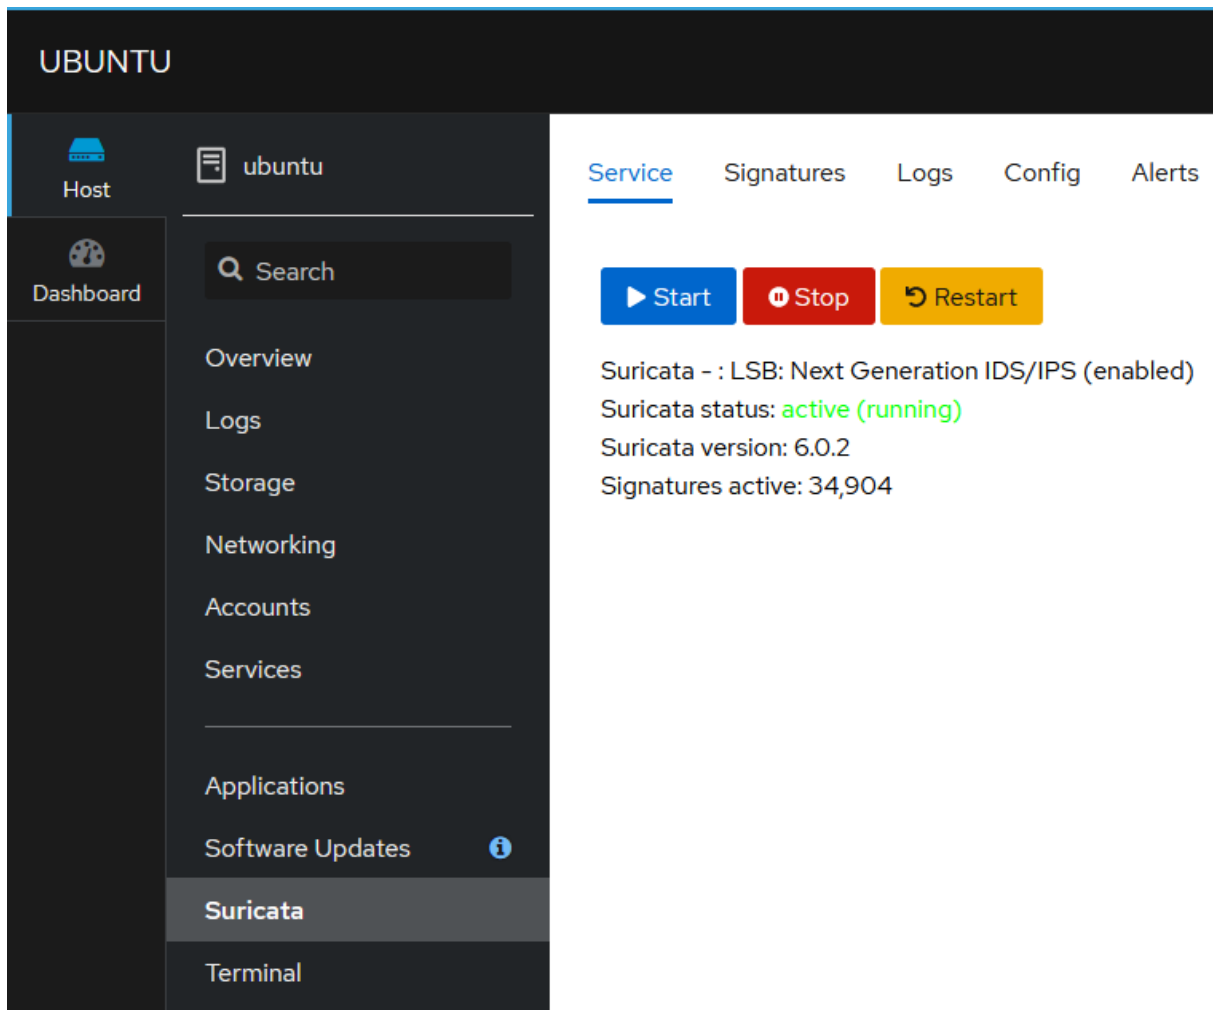 UBUNTU
Host
Dashboard
ubuntu
Search
Overview
Logs
Storage
Networking
Accounts
Services
Applications
Software Updates
Suricata
Terminal
Service Signatures Logs Config Alerts
Start Stop Restart
Suricata - : LSB: Next Generation IDS/IPS (enabled)
Suricata status: active (running)
Suricata version: 6.0.2
Signatures active: 34,904